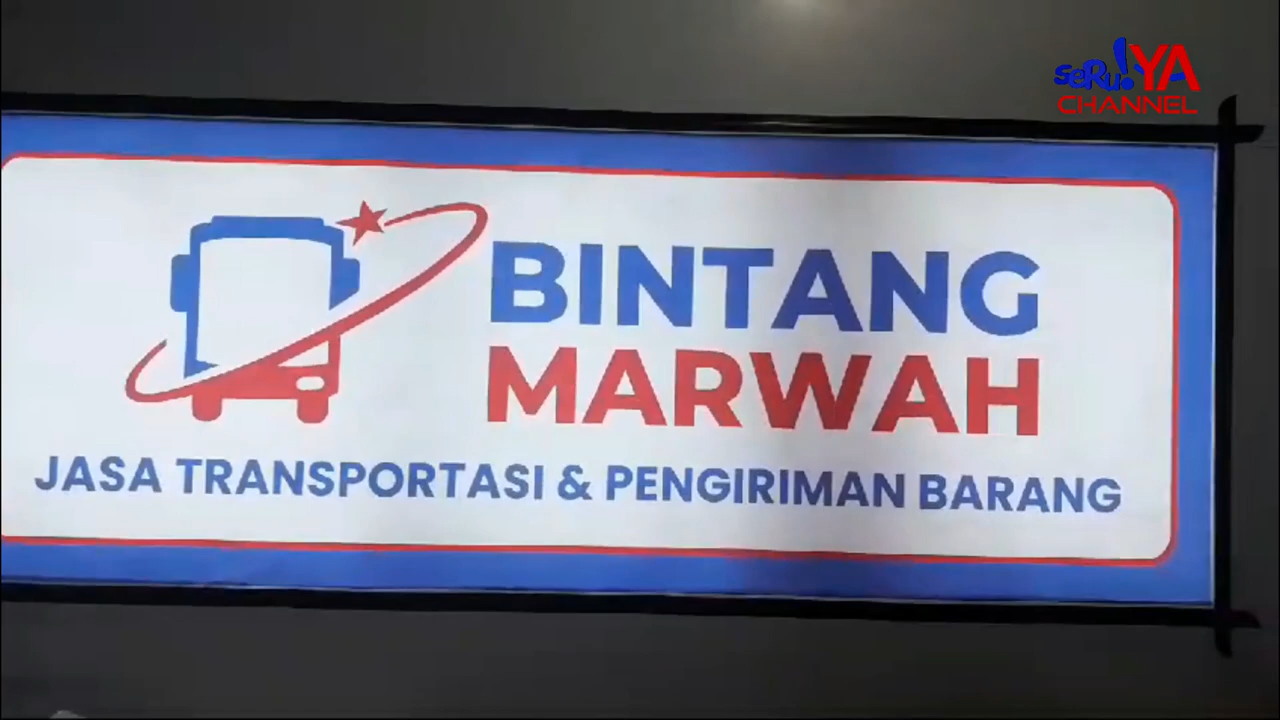 seRu!YA
CHANNEL
BINTANG
MARWAH
JASA TRANSPORTASI & PENGIRIMAN BARANG